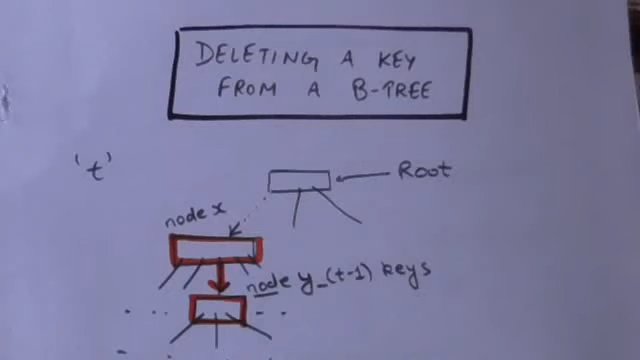 DELETING A KEY
FROM A B-TREE
't'
Root
node x
node y_(t-1) keys